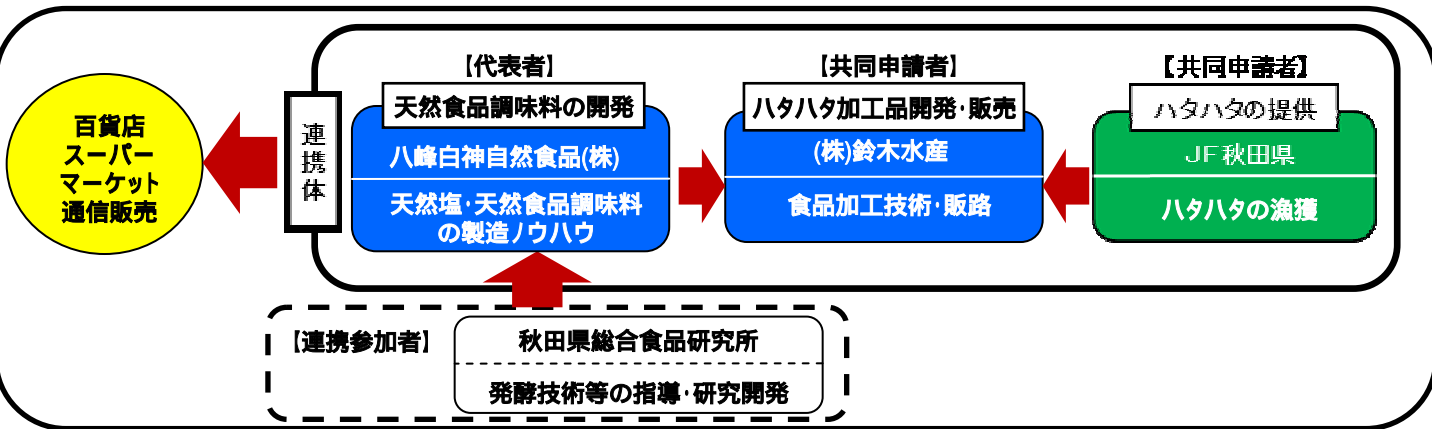 百貨店
スーパー
マーケット
通信販売
連携体
【代表者】
天然食品調味料の開発
八峰白神自然食品(株)
天然塩・天然食品調味料
の製造ノウハウ
【共同申請者】
ハタハタ加工品開発・販売
(株)鈴木水産
食品加工技術・販路
【共同申請者】
ハタハタの提供
JF秋田県
ハタハタの漁獲
【連携参加者】
秋田県総合食品研究所
発酵技術等の指導・研究開発